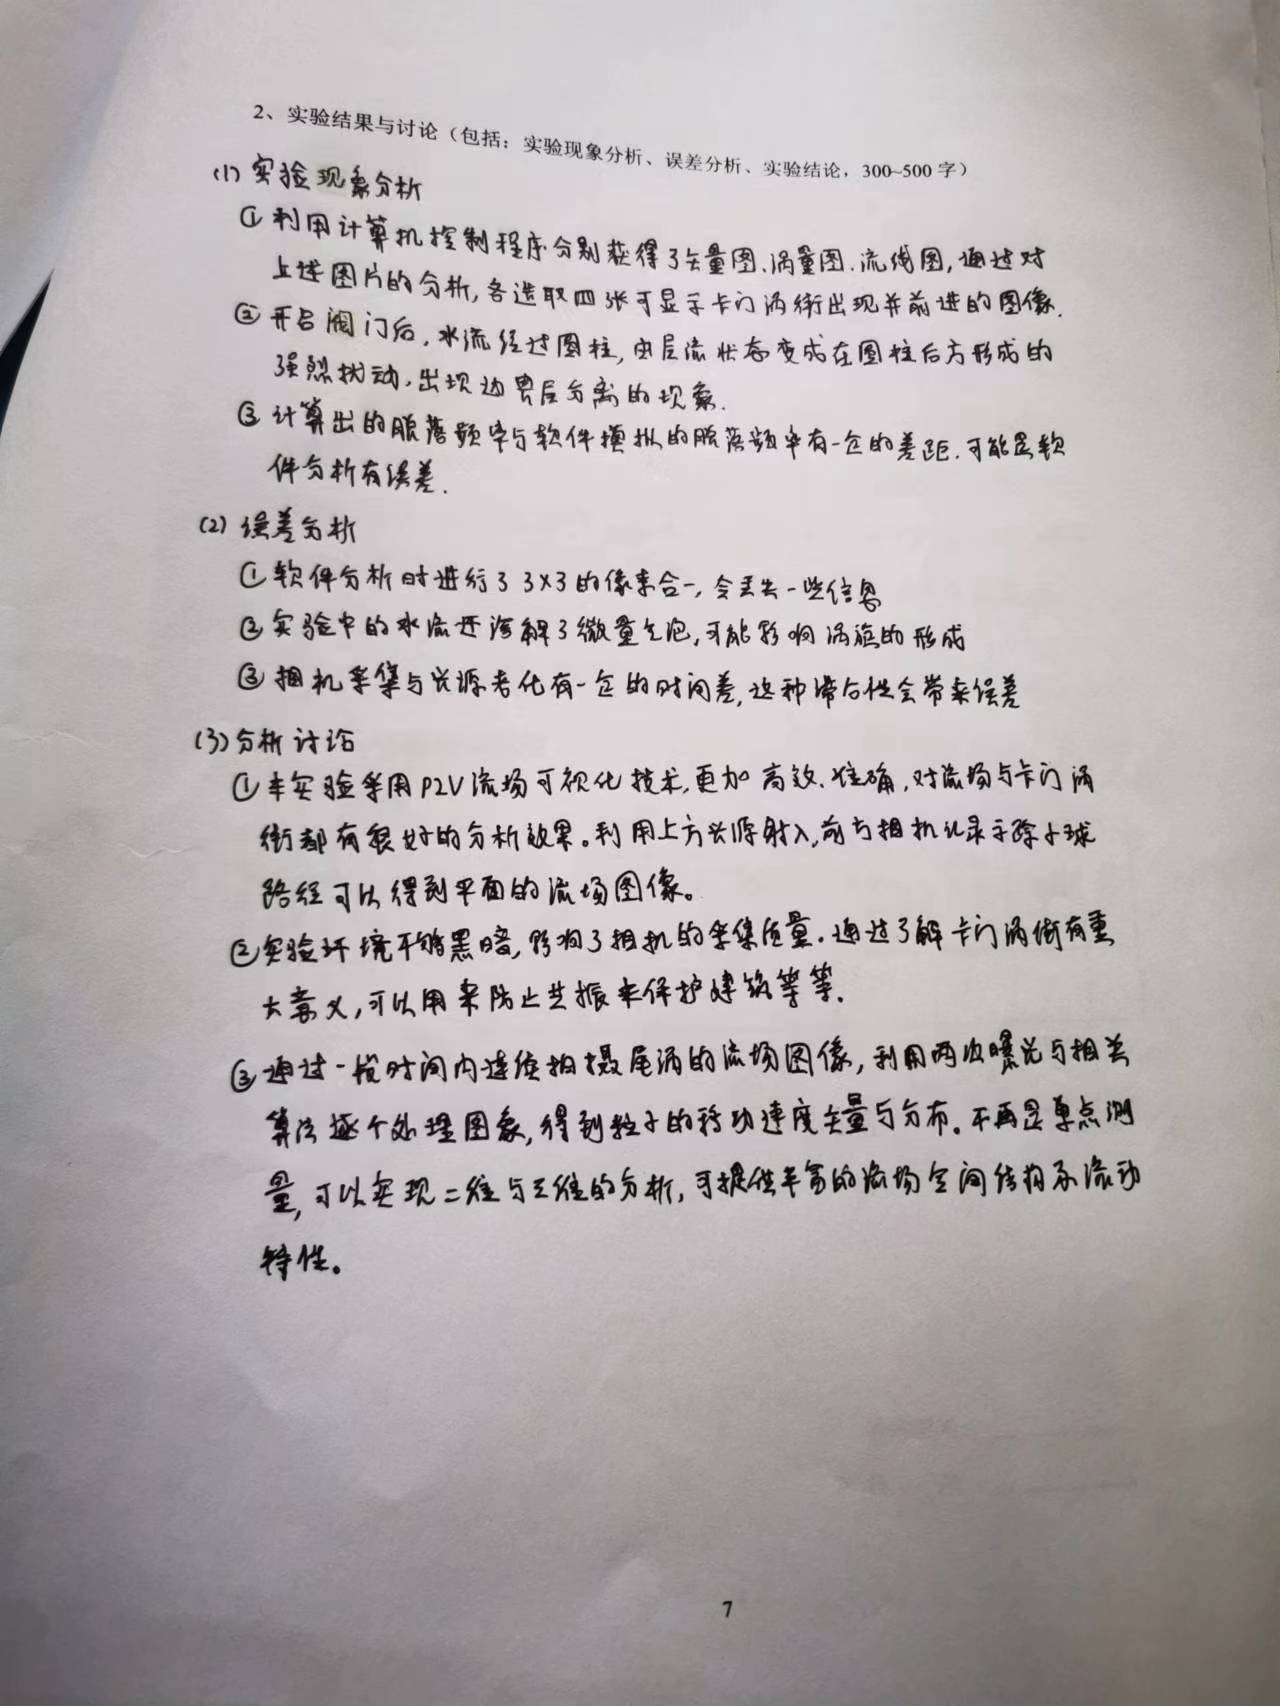 2、实验结果与讨论（包括：实验现象分析、误差分析、实验结论，300~500 字）
(1) 实验现象分析
① 利用计算机控制程序分别获得了矢量图、涡量图、流线图，通过对
上述图片的分析，各选取四张可显示卡门涡街出现并前进的图像.
② 开启阀门后，水流经过圆柱，由层流状态变成在圆柱后方形成的
强烈扰动，出现边界层分离的现象.
③ 计算出的脱落频率与软件模拟的脱落频率有一定的差距.可能是软
件分析有误差.
(2) 误差分析
① 软件分析时进行了 3×3 的像素合一，会丢失一些信息
② 实验中的水流还溶解了微量气泡，可能影响涡旋的形成
③ 相机采集与光源老化有一定的时间差，这种滞后性会带来误差
(3) 分析讨论
① 本实验采用 PIV 流场可视化技术，更加高效、准确，对流场与卡门涡
街都有很好的分析效果。利用上方光源射入，前方相机记录示踪小球
路径可以得到平面的流场图像。
② 实验环境不够黑暗，影响了相机的采集质量.通过了解卡门涡街有重
大意义，可以用来防止共振来保护建筑等等.
③ 通过一段时间内连续拍摄尾涡的流场图像，利用两次曝光与相关
算法逐个处理图象，得到粒子的移动速度矢量与分布。不再是单点测
量，可以实现二维与三维的分析，可提供丰富的流场空间结构及流动
特性。
7